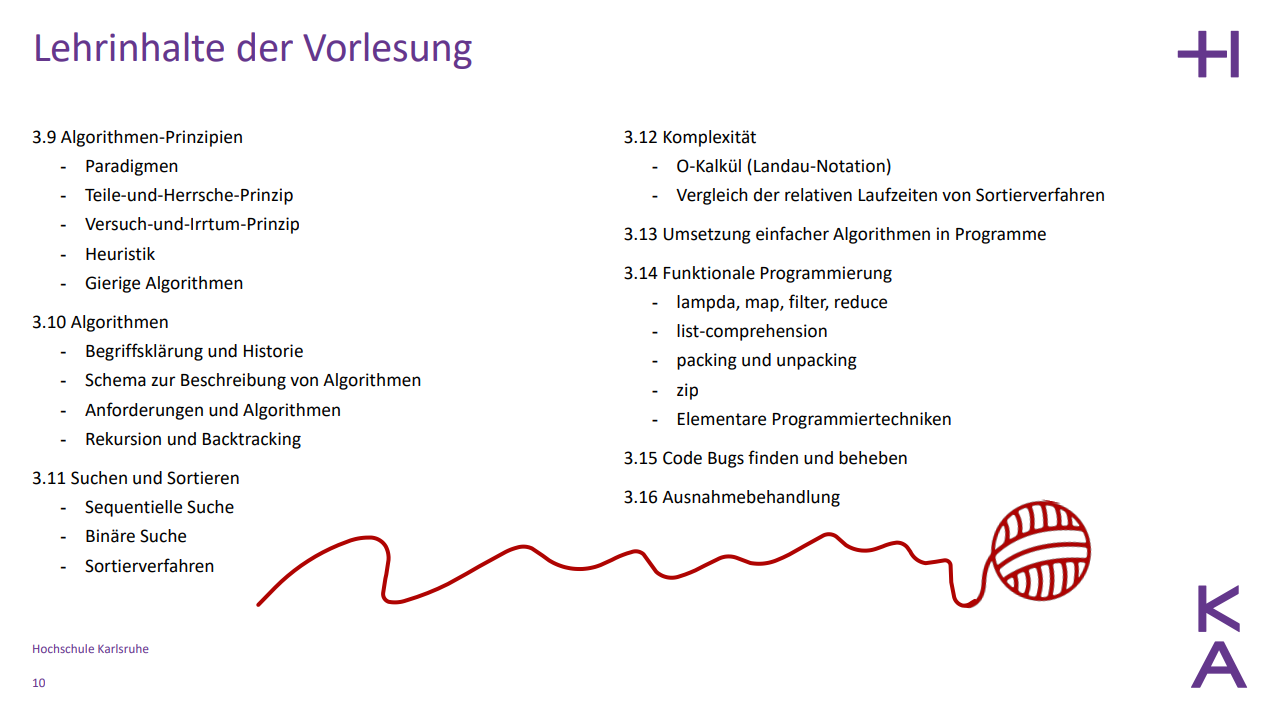 Lehrinhalte der Vorlesung
3.9 Algorithmen-Prinzipien
- Paradigmen
- Teile-und-Herrsche-Prinzip
- Versuch-und-Irrtum-Prinzip
- Heuristik
- Gierige Algorithmen
3.10 Algorithmen
- Begriffsklärung und Historie
- Schema zur Beschreibung von Algorithmen
- Anforderungen und Algorithmen
- Rekursion und Backtracking
3.11 Suchen und Sortieren
- Sequentielle Suche
- Binäre Suche
- Sortierverfahren
3.12 Komplexität
- O-Kalkül (Landau-Notation)
- Vergleich der relativen Laufzeiten von Sortierverfahren
3.13 Umsetzung einfacher Algorithmen in Programme
3.14 Funktionale Programmierung
- lampda, map, filter, reduce
- list-comprehension
- packing und unpacking
- zip
- Elementare Programmiertechniken
3.15 Code Bugs finden und beheben
3.16 Ausnahmebehandlung
Hochschule Karlsruhe
10
H
K
A